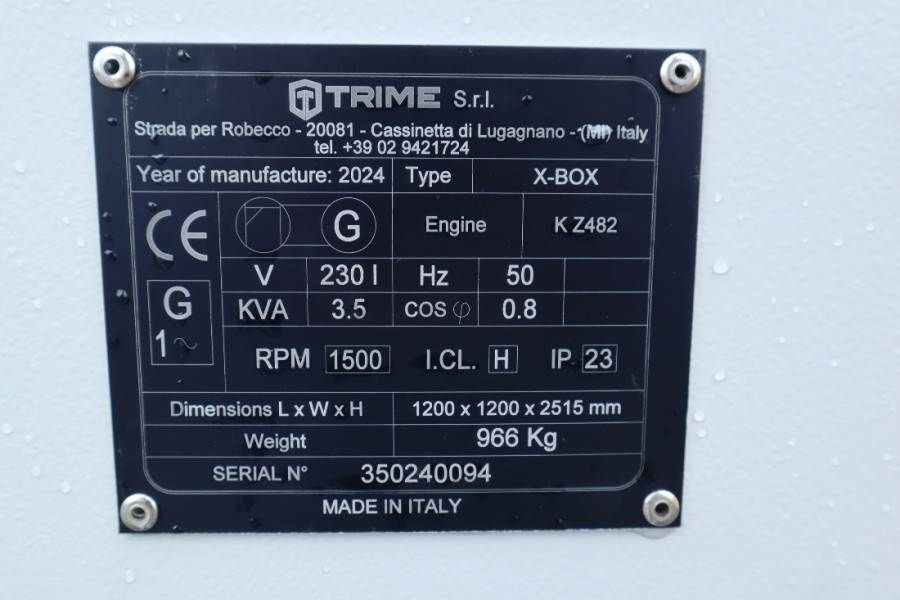 TRIME S.r.l.
Strada per Robecco - 20081 - Cassinetta di Lugagnano - (MI) Italy
tel. +39 02 9421724
Year of manufacture: 2024 Type X-BOX
CE G Engine K Z482
V 230 I Hz 50
G KVA 3.5 COS φ 0.8
1~ RPM 1500 I.CL. H IP 23
Dimensions L x W x H 1200 x 1200 x 2515 mm
Weight 966 Kg
SERIAL N° 350240094
MADE IN ITALY